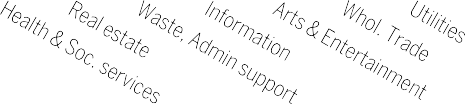 Health & Soc. services
Real estate
Waste, Admin support
Information
Arts & Entertainment
Whol. Trade
Utilities